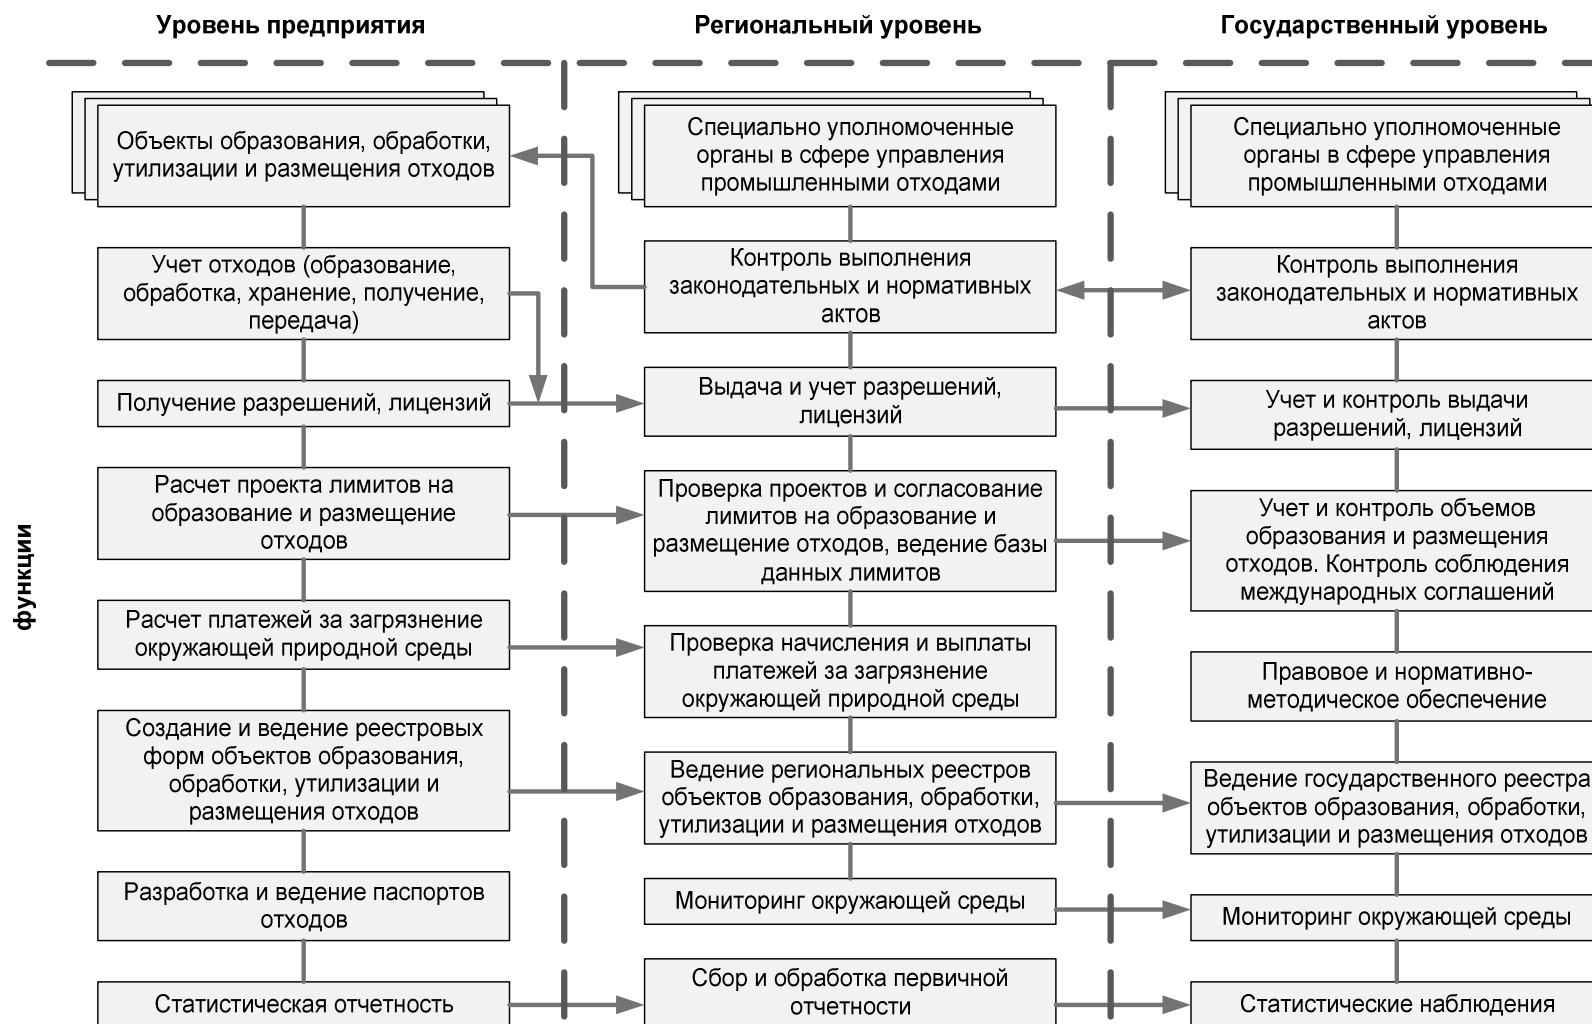 Уровень предприятия
Региональный уровень
Государственный уровень
функции
Объекты образования, обработки,
утилизации и размещения отходов
Учет отходов (образование,
обработка, хранение, получение,
передача)
Получение разрешений, лицензий
Расчет проекта лимитов на
образование и размещение
отходов
Расчет платежей за загрязнение
окружающей природной среды
Создание и ведение реестровых
форм объектов образования,
обработки, утилизации и
размещения отходов
Разработка и ведение паспортов
отходов
Статистическая отчетность
Специально уполномоченные
органы в сфере управления
промышленными отходами
Контроль выполнения
законодательных и нормативных
актов
Выдача и учет разрешений,
лицензий
Проверка проектов и согласование
лимитов на образование и
размещение отходов, ведение базы
данных лимитов
Проверка начисления и выплаты
платежей за загрязнение
окружающей природной среды
Ведение региональных реестров
объектов образования, обработки,
утилизации и размещения отходов
Мониторинг окружающей среды
Сбор и обработка первичной
отчетности
Специально уполномоченные
органы в сфере управления
промышленными отходами
Контроль выполнения
законодательных и нормативных
актов
Учет и контроль выдачи
разрешений, лицензий
Учет и контроль объемов
образования и размещения
отходов. Контроль соблюдения
международных соглашений
Правовое и нормативно-
методическое обеспечение
Ведение государственного реестра
объектов образования, обработки,
утилизации и размещения отходов
Мониторинг окружающей среды
Статистические наблюдения